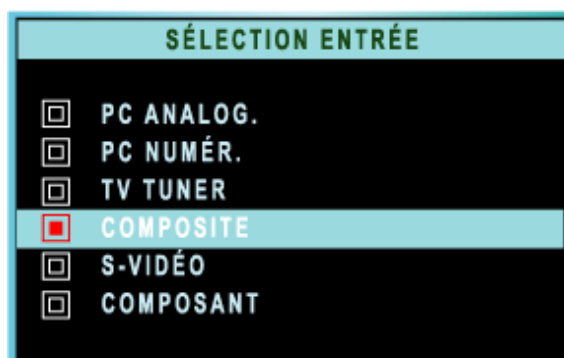 SÉLECTION ENTRÉE
PC ANALOG.
PC NUMÉR.
TV TUNER
COMPOSITE
S-VIDÉO
COMPOSANT